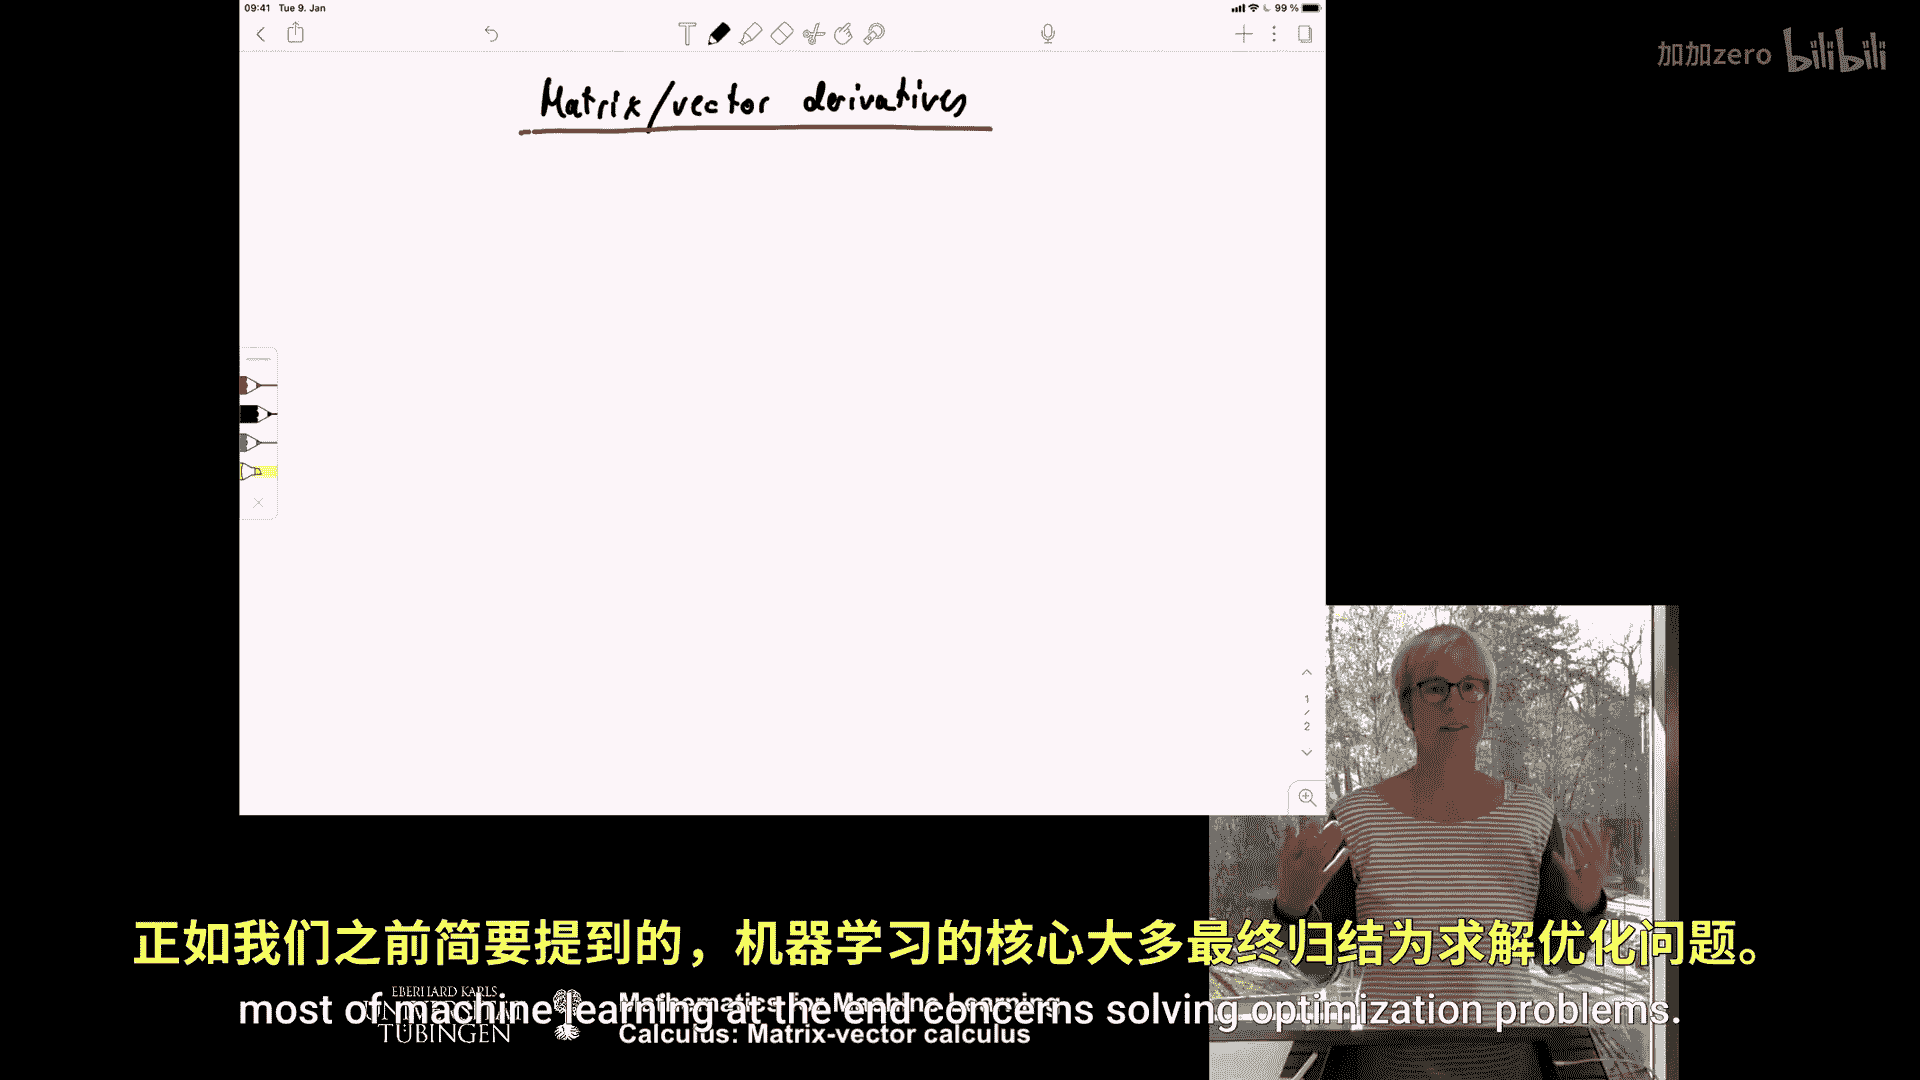 09:41 Tue 9. Jan
99 %
加加zero bilibili
Matrix/vector derivatives
1
/
2
正如我们之前简要提到的，机器学习的核心大多最终归结为求解优化问题。
most of machine learning at the end concerns solving optimization problems.
EBERHARD KARLS
UNIVERSITÄT
TÜBINGEN
Mathematics for Machine Learning
Calculus: Matrix-vector calculus